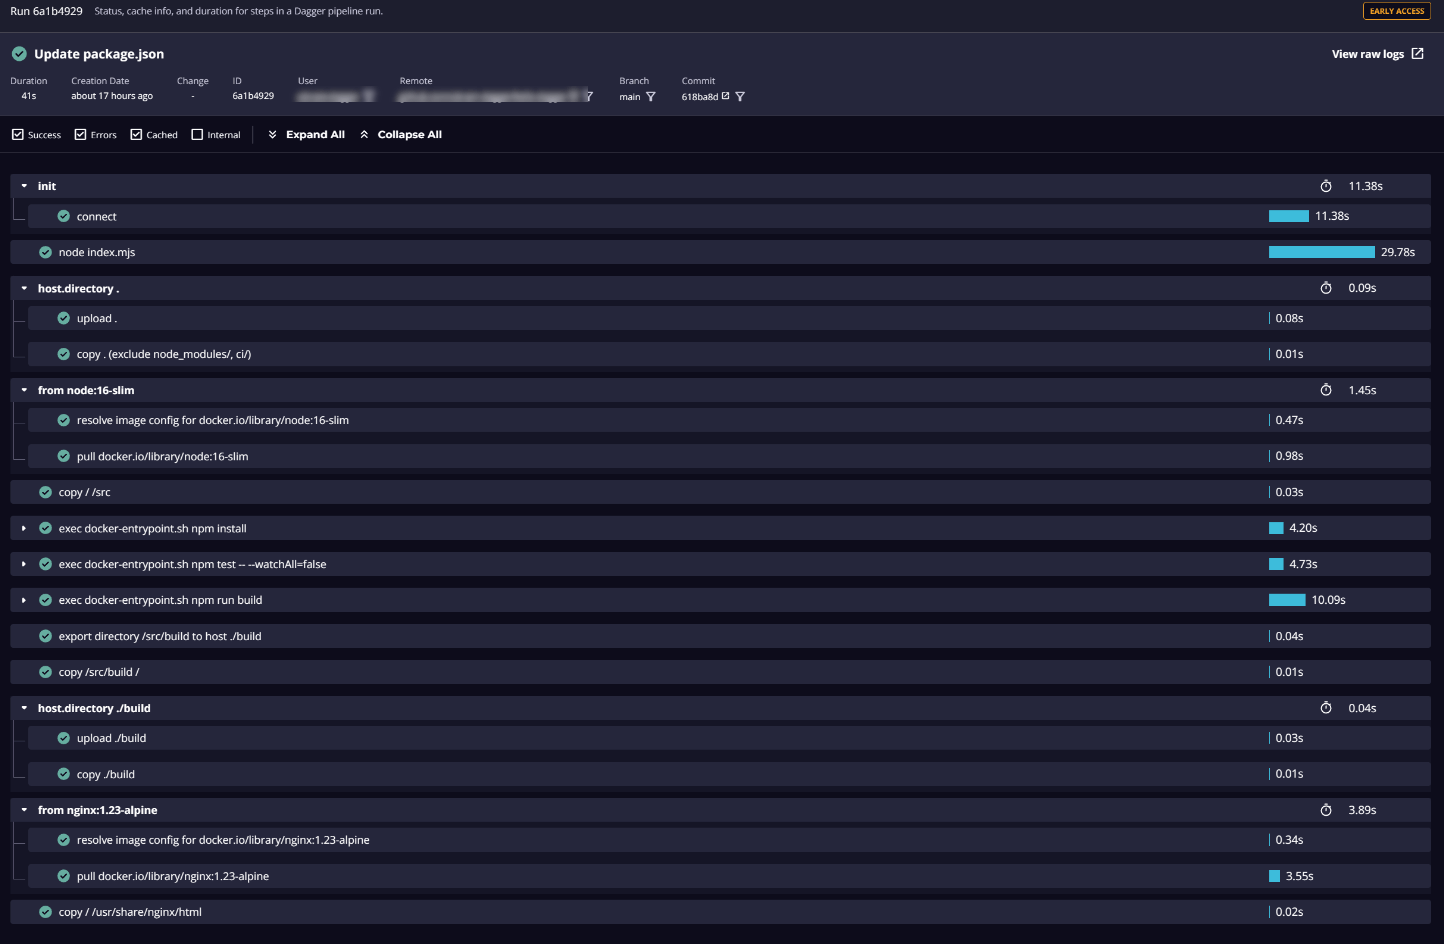 Run 6a1b4929 Status, cache info, and duration for steps in a Dagger pipeline run. EARLY ACCESS
Update package.json View raw logs
Duration Creation Date Change ID User Remote Branch Commit
41s about 17 hours ago - 6a1b4929 main 618ba8d
Success Errors Cached Internal Expand All Collapse All
init 11.38s
connect 11.38s
node index.mjs 29.78s
host.directory . 0.09s
upload . 0.08s
copy . (exclude node_modules/, ci/) 0.01s
from node:16-slim 1.45s
resolve image config for docker.io/library/node:16-slim 0.47s
pull docker.io/library/node:16-slim 0.98s
copy / /src 0.03s
exec docker-entrypoint.sh npm install 4.20s
exec docker-entrypoint.sh npm test -- --watchAll=false 4.73s
exec docker-entrypoint.sh npm run build 10.09s
export directory /src/build to host ./build 0.04s
copy /src/build / 0.01s
host.directory ./build 0.04s
upload ./build 0.03s
copy ./build 0.01s
from nginx:1.23-alpine 3.89s
resolve image config for docker.io/library/nginx:1.23-alpine 0.34s
pull docker.io/library/nginx:1.23-alpine 3.55s
copy / /usr/share/nginx/html 0.02s